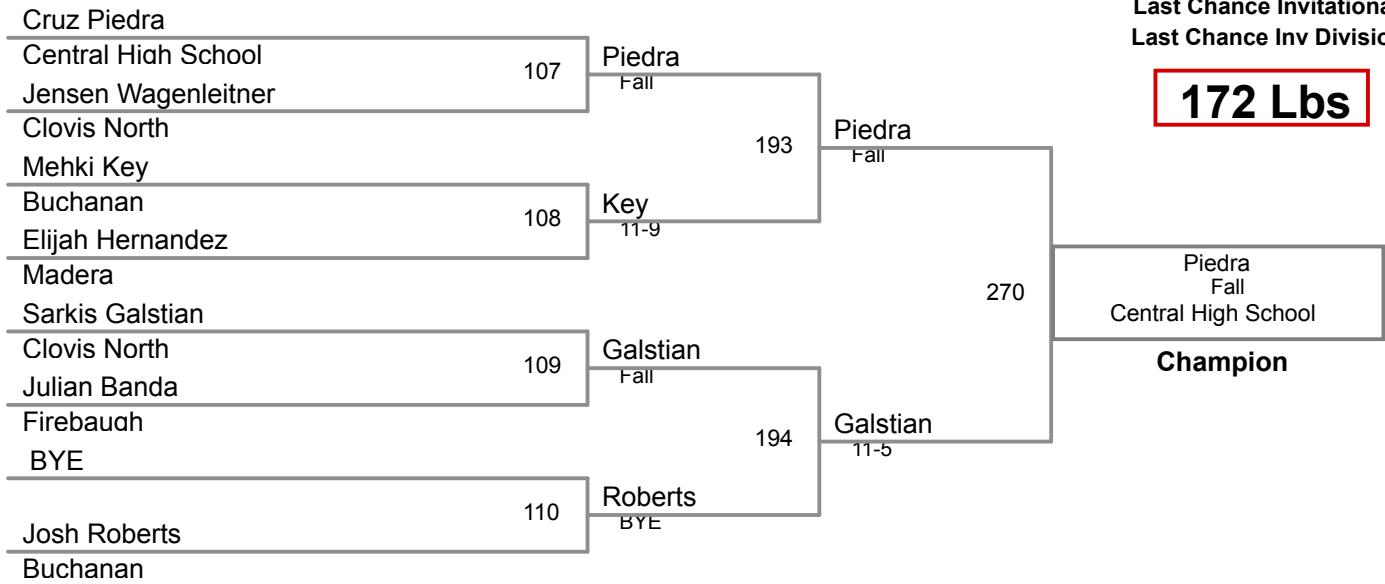 Cruz Piedra
Central High School
107
Jensen Wagenleitner
Clovis North
Mehki Key
Buchanan
108
Elijah Hernandez
Madera
Sarkis Galstian
Clovis North
109
Julian Banda
Firebaugh
BYE
110
Josh Roberts
Buchanan
Piedra
Fall
193
Key
11-9
Galstian
Fall
194
Roberts
BYE
Piedra
Fall
270
Galstian
11-5
Last Chance Invitationa
Last Chance Inv Divisio
172 Lbs
Piedra
Fall
Central High School
Champion